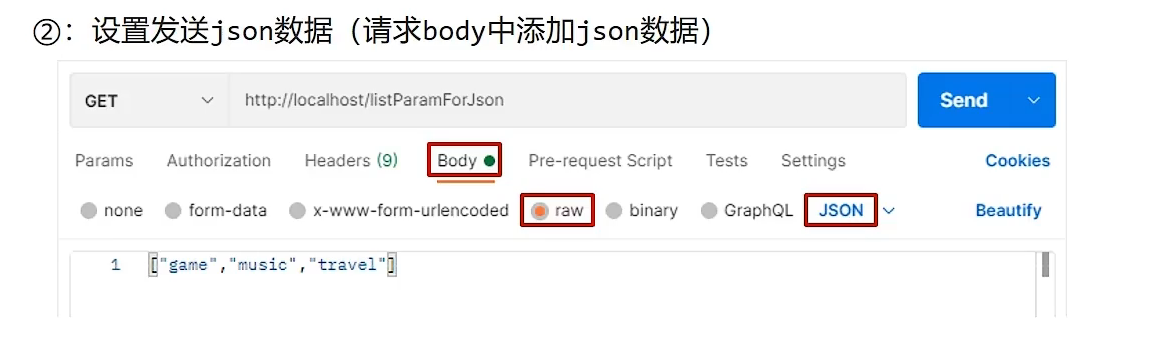 ②：设置发送json数据（请求body中添加json数据）
GET http://localhost/listParamForJson Send
Params Authorization Headers (9) Body Pre-request Script Tests Settings Cookies
none form-data x-www-form-urlencoded raw binary GraphQL JSON Beautify
1 ["game","music","travel"]